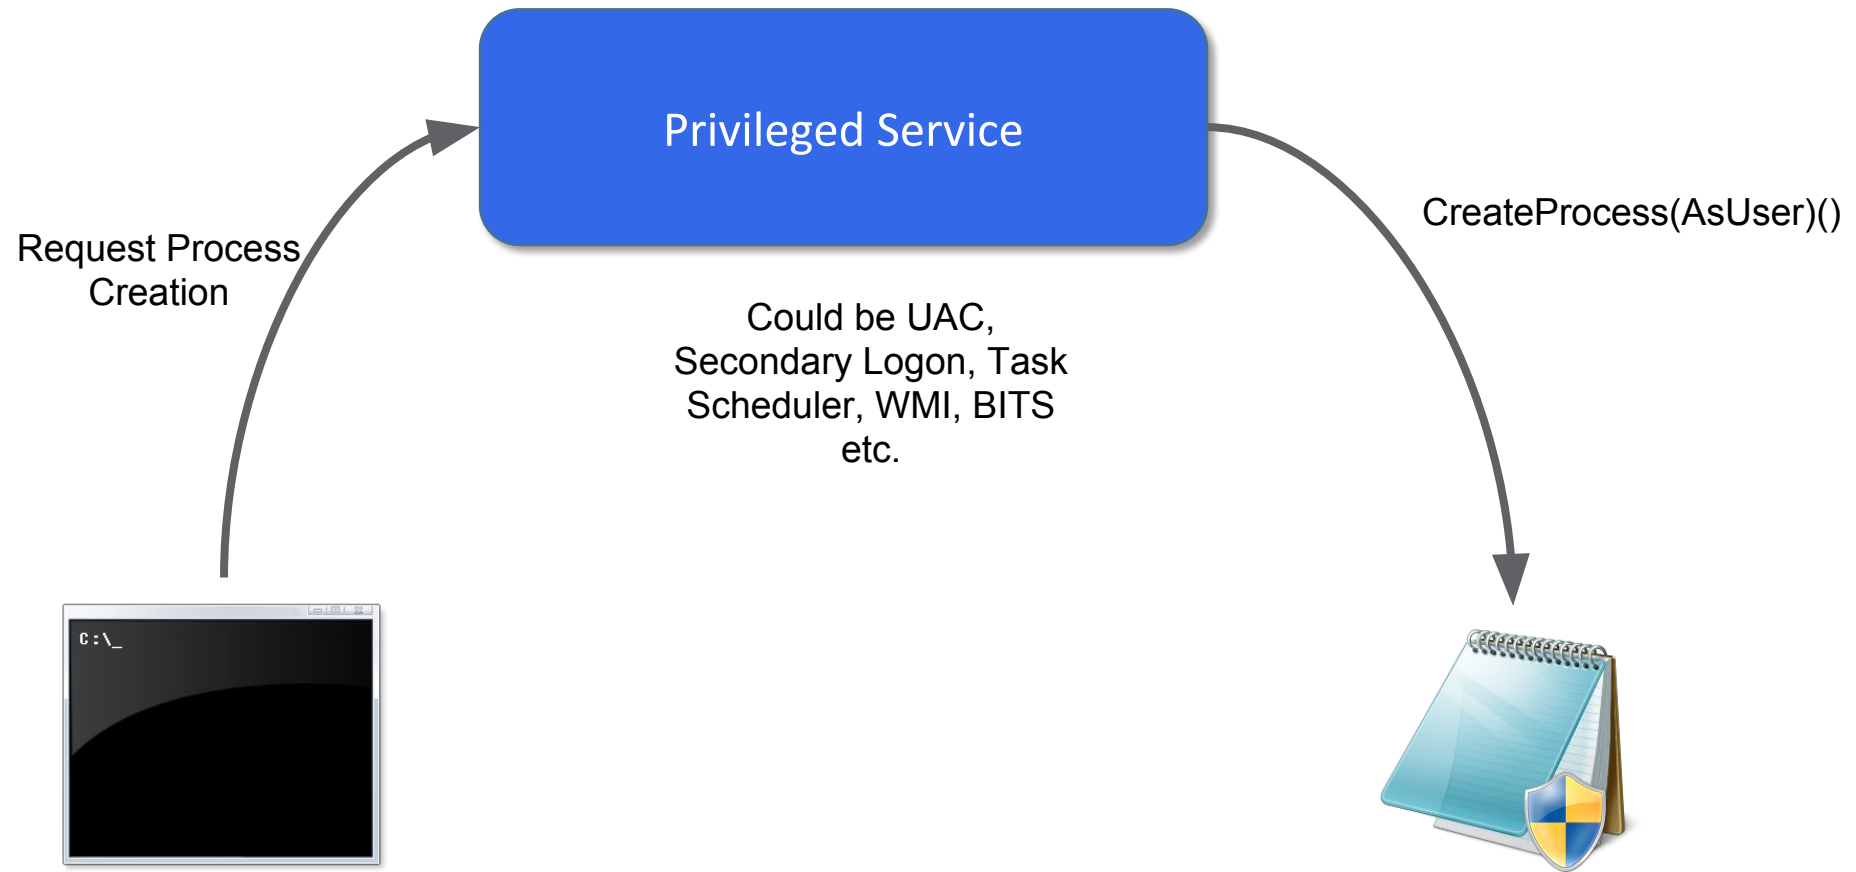 Privileged Service
CreateProcess(AsUser)()
Request Process
Creation
Could be UAC,
Secondary Logon, Task
Scheduler, WMI, BITS
etc.
C:\_